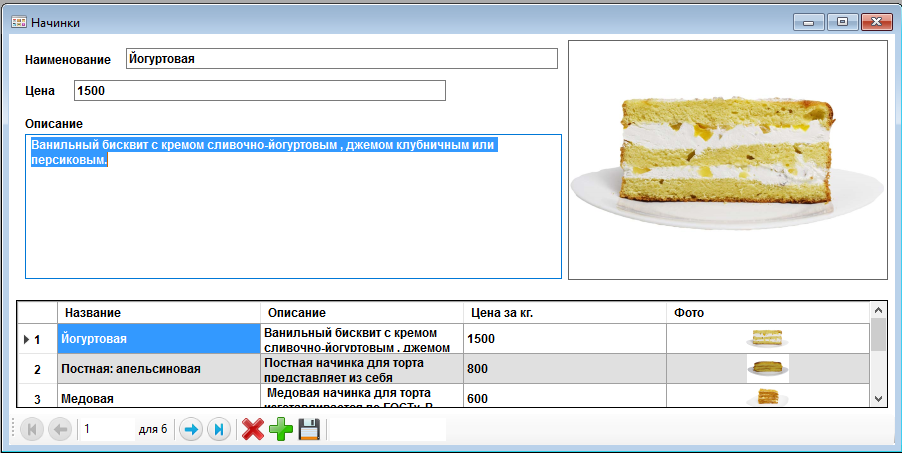 Начинки
Наименование Йогуртовая
Цена 1500
Описание
Ванильный бисквит с кремом сливочно-йогуртовым , джемом клубничным или
персиковым.
Название Описание Цена за кг. Фото
1 Йогуртовая Ванильный бисквит с кремом сливочно-йогуртовым , джемом 1500
2 Постная: апельсиновая Постная начинка для торта представляет из себя 800
3 Медовая Медовая начинка для торта изготавливается по ГОСТу. В 600
1 для 6